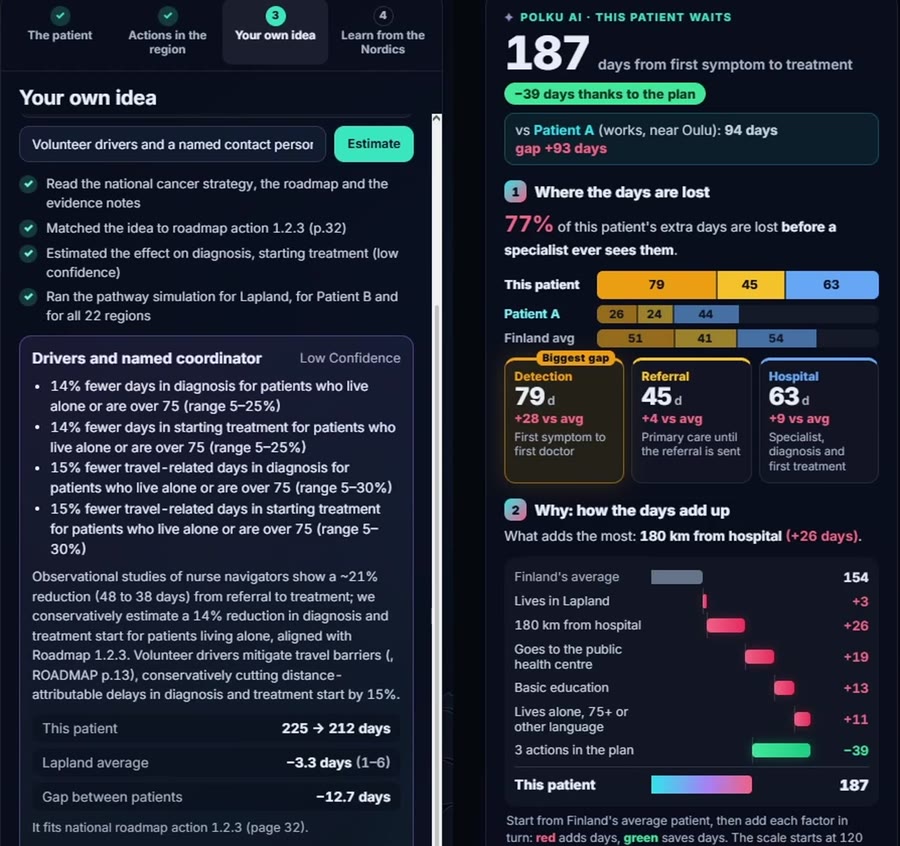 The patient
Actions in the
region
3
Your own idea
4
Learn from the
Nordics
Your own idea
Volunteer drivers and a named contact person
Estimate
Read the national cancer strategy, the roadmap and the
evidence notes
Matched the idea to roadmap action 1.2.3 (p.32)
Estimated the effect on diagnosis, starting treatment (low
confidence)
Ran the pathway simulation for Lapland, for Patient B and
for all 22 regions
Drivers and named coordinator
Low Confidence
• 14% fewer days in diagnosis for patients who live
alone or are over 75 (range 5–25%)
• 14% fewer days in starting treatment for patients who
live alone or are over 75 (range 5–25%)
• 15% fewer travel-related days in diagnosis for
patients who live alone or are over 75 (range 5–30%)
• 15% fewer travel-related days in starting treatment
for patients who live alone or are over 75 (range 5–
30%)
Observational studies of nurse navigators show a ~21%
reduction (48 to 38 days) from referral to treatment; we
conservatively estimate a 14% reduction in diagnosis and
treatment start for patients living alone, aligned with
Roadmap 1.2.3. Volunteer drivers mitigate travel barriers (,
ROADMAP p.13), conservatively cutting distance-
attributable delays in diagnosis and treatment start by 15%.
This patient 225 → 212 days
Lapland average −3.3 days (1–6)
Gap between patients −12.7 days
It fits national roadmap action 1.2.3 (page 32).
POLKU AI · THIS PATIENT WAITS
187 days from first symptom to treatment
−39 days thanks to the plan
vs Patient A (works, near Oulu): 94 days
gap +93 days
1 Where the days are lost
77% of this patient's extra days are lost before a
specialist ever sees them.
This patient 79 45 63
Patient A 26 24 44
Finland avg 51 41 54
Biggest gap
Detection
79 d
+28 vs avg
First symptom to
first doctor
Referral
45 d
+4 vs avg
Primary care until
the referral is sent
Hospital
63 d
+9 vs avg
Specialist,
diagnosis and
first treatment
2 Why: how the days add up
What adds the most: 180 km from hospital (+26 days).
Finland's average 154
Lives in Lapland +3
180 km from hospital +26
Goes to the public
health centre +19
Basic education +13
Lives alone, 75+ or
other language +11
3 actions in the plan −39
This patient 187
Start from Finland's average patient, then add each factor in
turn: red adds days, green saves days. The scale starts at 120